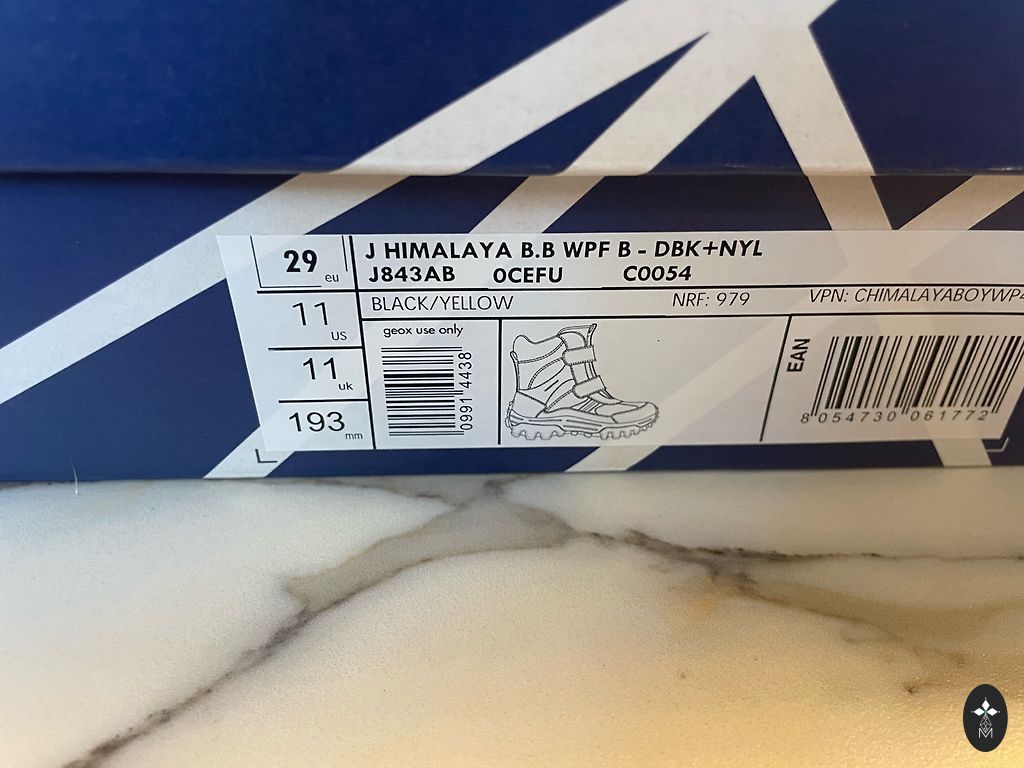 29 eu
J HIMALAYA B.B WPF B - DBK+NYL
J843AB 0CEFU C0054
11 US
BLACK/YELLOW NRF: 979 VPN: CHIMALAYABOYWP4
geox use only
11 uk
0991 4438
EAN
193 mm
8 054730 061772
M